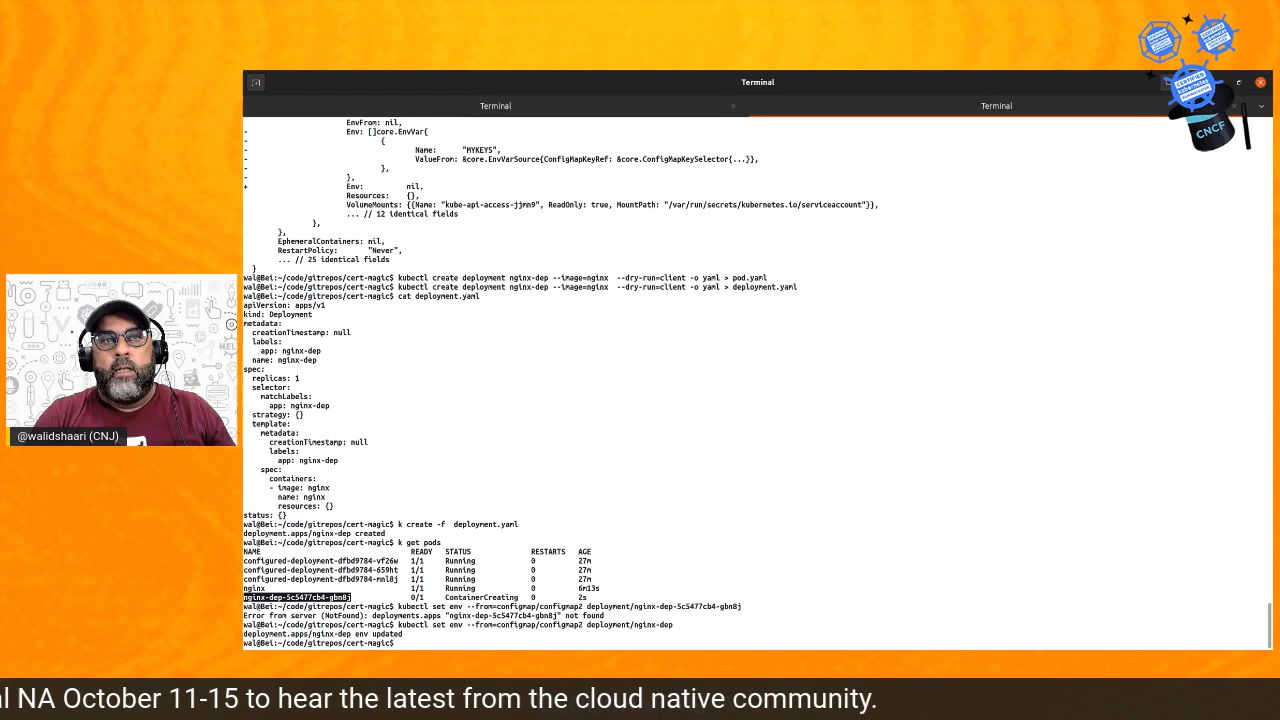 Terminal
Terminal
Terminal
EnvFrom: nil,
- Env: []core.EnvVar{
- {
- Name: "MYKEYS",
- ValueFrom: &core.EnvVarSource{ConfigMapKeyRef: &core.ConfigMapKeySelector{...}},
- },
- },
+ Env: nil,
Resources: {},
VolumeMounts: {{Name: "kube-api-access-jjmn9", ReadOnly: true, MountPath: "/var/run/secrets/kubernetes.io/serviceaccount"}},
... // 12 identical fields
},
},
EphemeralContainers: nil,
RestartPolicy: "Never",
... // 25 identical fields
}
wal@Bei:~/code/gitrepos/cert-magic$ kubectl create deployment nginx-dep --image=nginx --dry-run=client -o yaml > pod.yaml
wal@Bei:~/code/gitrepos/cert-magic$ kubectl create deployment nginx-dep --image=nginx --dry-run=client -o yaml > deployment.yaml
wal@Bei:~/code/gitrepos/cert-magic$ cat deployment.yaml
apiVersion: apps/v1
kind: Deployment
metadata:
creationTimestamp: null
labels:
app: nginx-dep
name: nginx-dep
spec:
replicas: 1
selector:
matchLabels:
app: nginx-dep
strategy: {}
template:
metadata:
creationTimestamp: null
labels:
app: nginx-dep
spec:
containers:
- image: nginx
name: nginx
resources: {}
status: {}
wal@Bei:~/code/gitrepos/cert-magic$ k create -f deployment.yaml
deployment.apps/nginx-dep created
wal@Bei:~/code/gitrepos/cert-magic$ k get pods
NAME READY STATUS RESTARTS AGE
configured-deployment-dfbd9784-vf26w 1/1 Running 0 27m
configured-deployment-dfbd9784-659ht 1/1 Running 0 27m
configured-deployment-dfbd9784-mnl8j 1/1 Running 0 27m
nginx 1/1 Running 0 6m13s
nginx-dep-5c5477cb4-gbn8j 0/1 ContainerCreating 0 2s
wal@Bei:~/code/gitrepos/cert-magic$ kubectl set env --from=configmap/configmap2 deployment/nginx-dep-5c5477cb4-gbn8j
Error from server (NotFound): deployments.apps "nginx-dep-5c5477cb4-gbn8j" not found
wal@Bei:~/code/gitrepos/cert-magic$ kubectl set env --from=configmap/configmap2 deployment/nginx-dep
deployment.apps/nginx-dep env updated
wal@Bei:~/code/gitrepos/cert-magic$
CNCF
@walidshaari (CNJ)
al NA October 11-15 to hear the latest from the cloud native community.